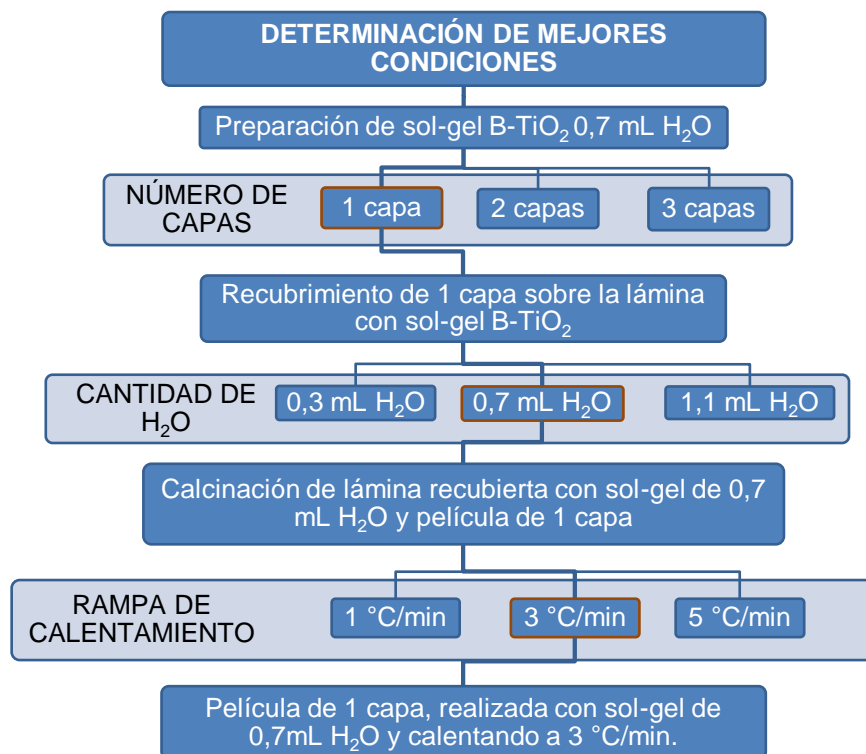 DETERMINACIÓN DE MEJORES
CONDICIONES
Preparación de sol-gel B-TiO₂ 0,7 mL H₂O
NÚMERO DE
CAPAS
1 capa
2 capas
3 capas
Recubrimiento de 1 capa sobre la lámina
con sol-gel B-TiO₂
CANTIDAD DE
H₂O
0,3 mL H₂O
0,7 mL H₂O
1,1 mL H₂O
Calcinación de lámina recubierta con sol-gel de 0,7
mL H₂O y película de 1 capa
RAMPA DE
CALENTAMIENTO
1 °C/min
3 °C/min
5 °C/min
Película de 1 capa, realizada con sol-gel de
0,7mL H₂O y calentando a 3 °C/min.